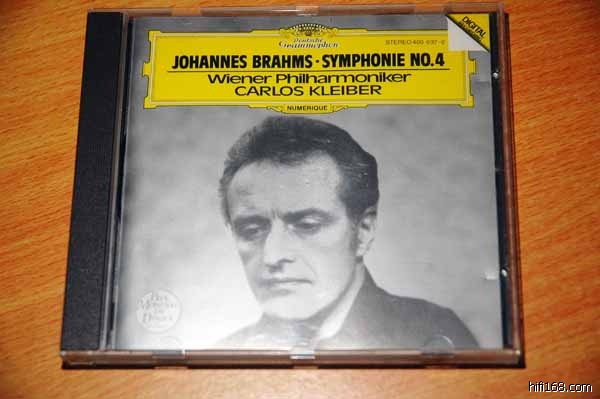 Deutsche
Grammophon
STEREO 400 037-2
DIGITAL
JOHANNES BRAHMS · SYMPHONIE NO. 4
Wiener Philharmoniker
CARLOS KLEIBER
NUMERIQUE
hifi168.com